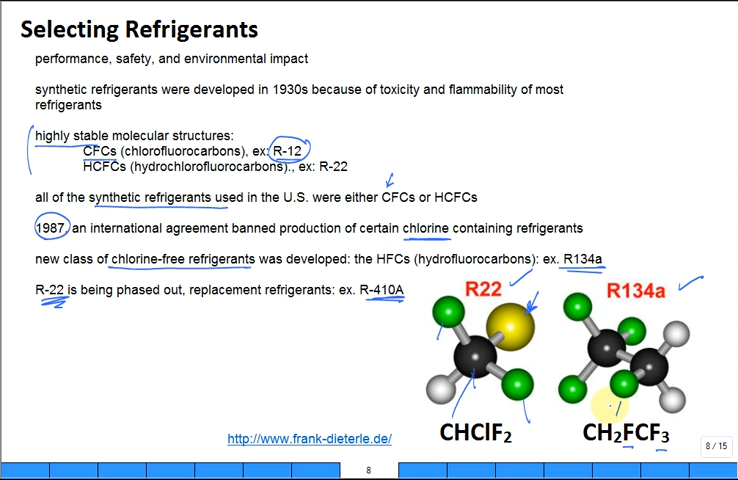 Selecting Refrigerants
performance, safety, and environmental impact
synthetic refrigerants were developed in 1930s because of toxicity and flammability of most
refrigerants
highly stable molecular structures:
CFCs (chlorofluorocarbons), ex: R-12
HCFCs (hydrochlorofluorocarbons)., ex: R-22
all of the synthetic refrigerants used in the U.S. were either CFCs or HCFCs
1987, an international agreement banned production of certain chlorine containing refrigerants
new class of chlorine-free refrigerants was developed: the HFCs (hydrofluorocarbons): ex. R134a
R-22 is being phased out, replacement refrigerants: ex. R-410A
R22
R134a
http://www.frank-dieterle.de/
CHClF2
CH2FCF3
8 / 15
8